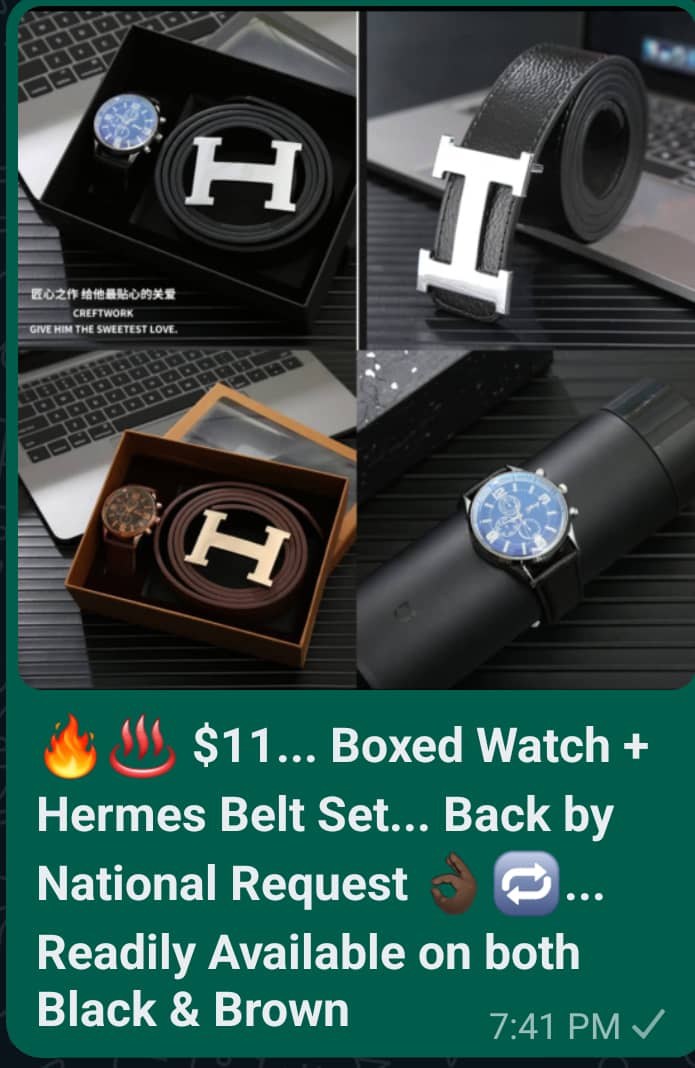 匠心之作 给他最贴心的关爱
CREFTWORK
GIVE HIM THE SWEETEST LOVE.
🔥♨️ $11... Boxed Watch +
Hermes Belt Set... Back by
National Request 👌🏿 🔁...
Readily Available on both
Black & Brown
7:41 PM